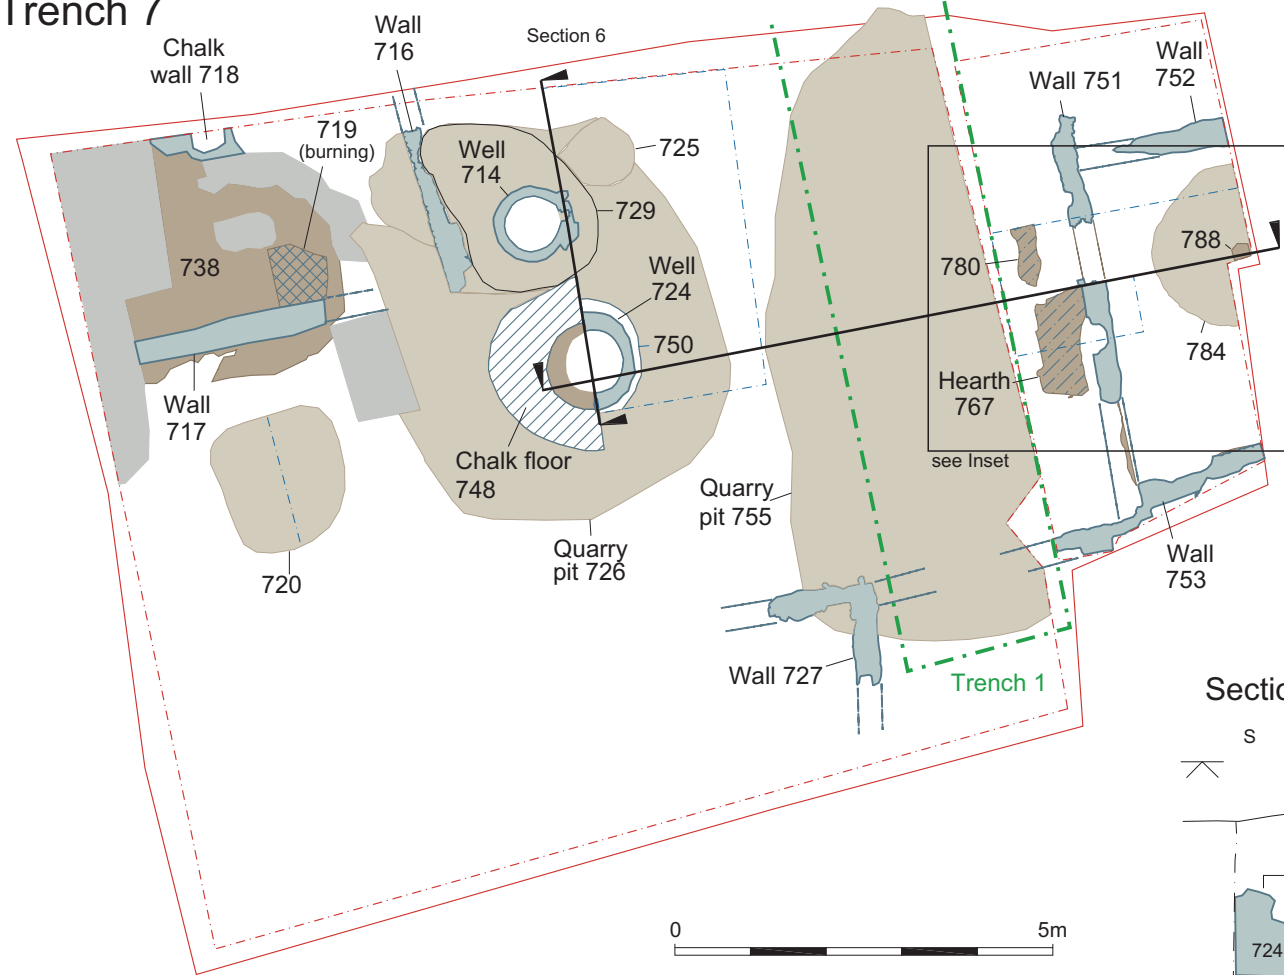 Trench 7
Chalk
wall 718
Wall
716
Section 6
719
(burning)
Well
714
725
729
738
Well
724
750
Wall
717
Chalk floor
748
720
Quarry
pit 726
Quarry
pit 755
Wall 727
Trench 1
Wall 751
Wall
752
780
788
784
Hearth
767
see Inset
Wall
753
Sectio
S
724
0
5m